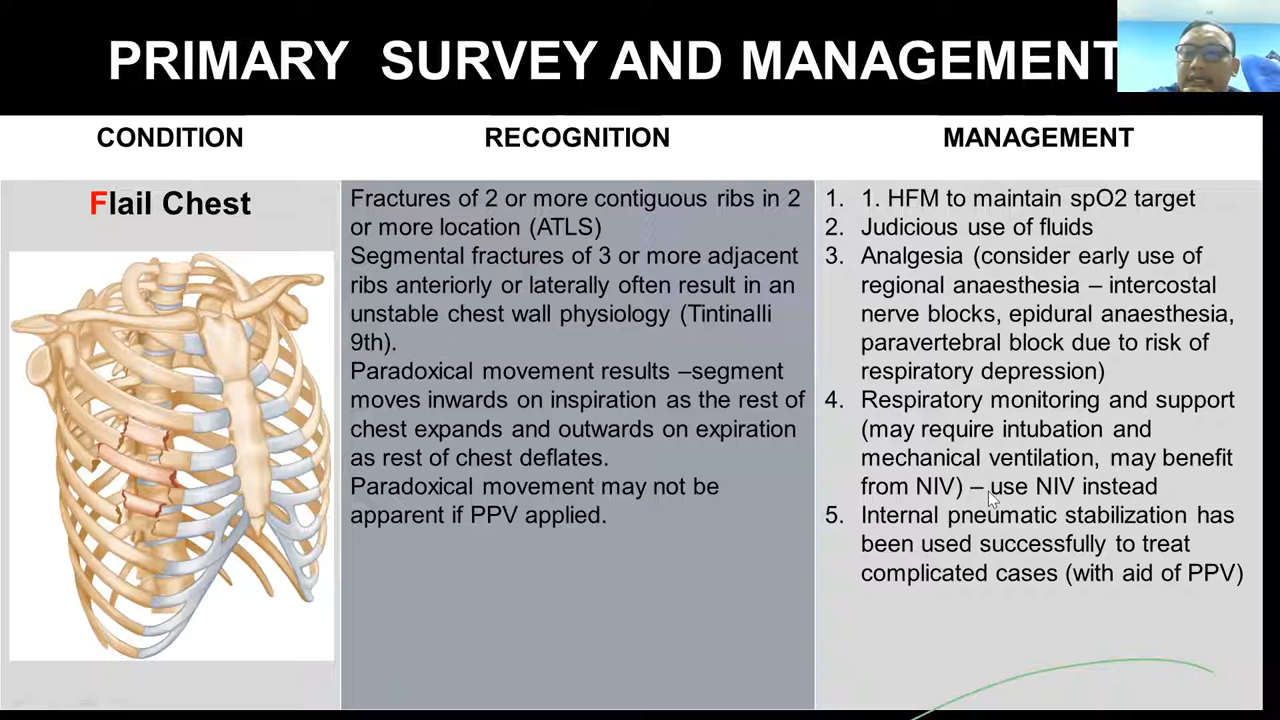 PRIMARY SURVEY AND MANAGEMENT
CONDITION
RECOGNITION
MANAGEMENT
Flail Chest
Fractures of 2 or more contiguous ribs in 2
or more location (ATLS)
Segmental fractures of 3 or more adjacent
ribs anteriorly or laterally often result in an
unstable chest wall physiology (Tintinalli
9th).
Paradoxical movement results –segment
moves inwards on inspiration as the rest of
chest expands and outwards on expiration
as rest of chest deflates.
Paradoxical movement may not be
apparent if PPV applied.
1. 1. HFM to maintain spO2 target
2. Judicious use of fluids
3. Analgesia (consider early use of
regional anaesthesia – intercostal
nerve blocks, epidural anaesthesia,
paravertebral block due to risk of
respiratory depression)
4. Respiratory monitoring and support
(may require intubation and
mechanical ventilation, may benefit
from NIV) – use NIV instead
5. Internal pneumatic stabilization has
been used successfully to treat
complicated cases (with aid of PPV)